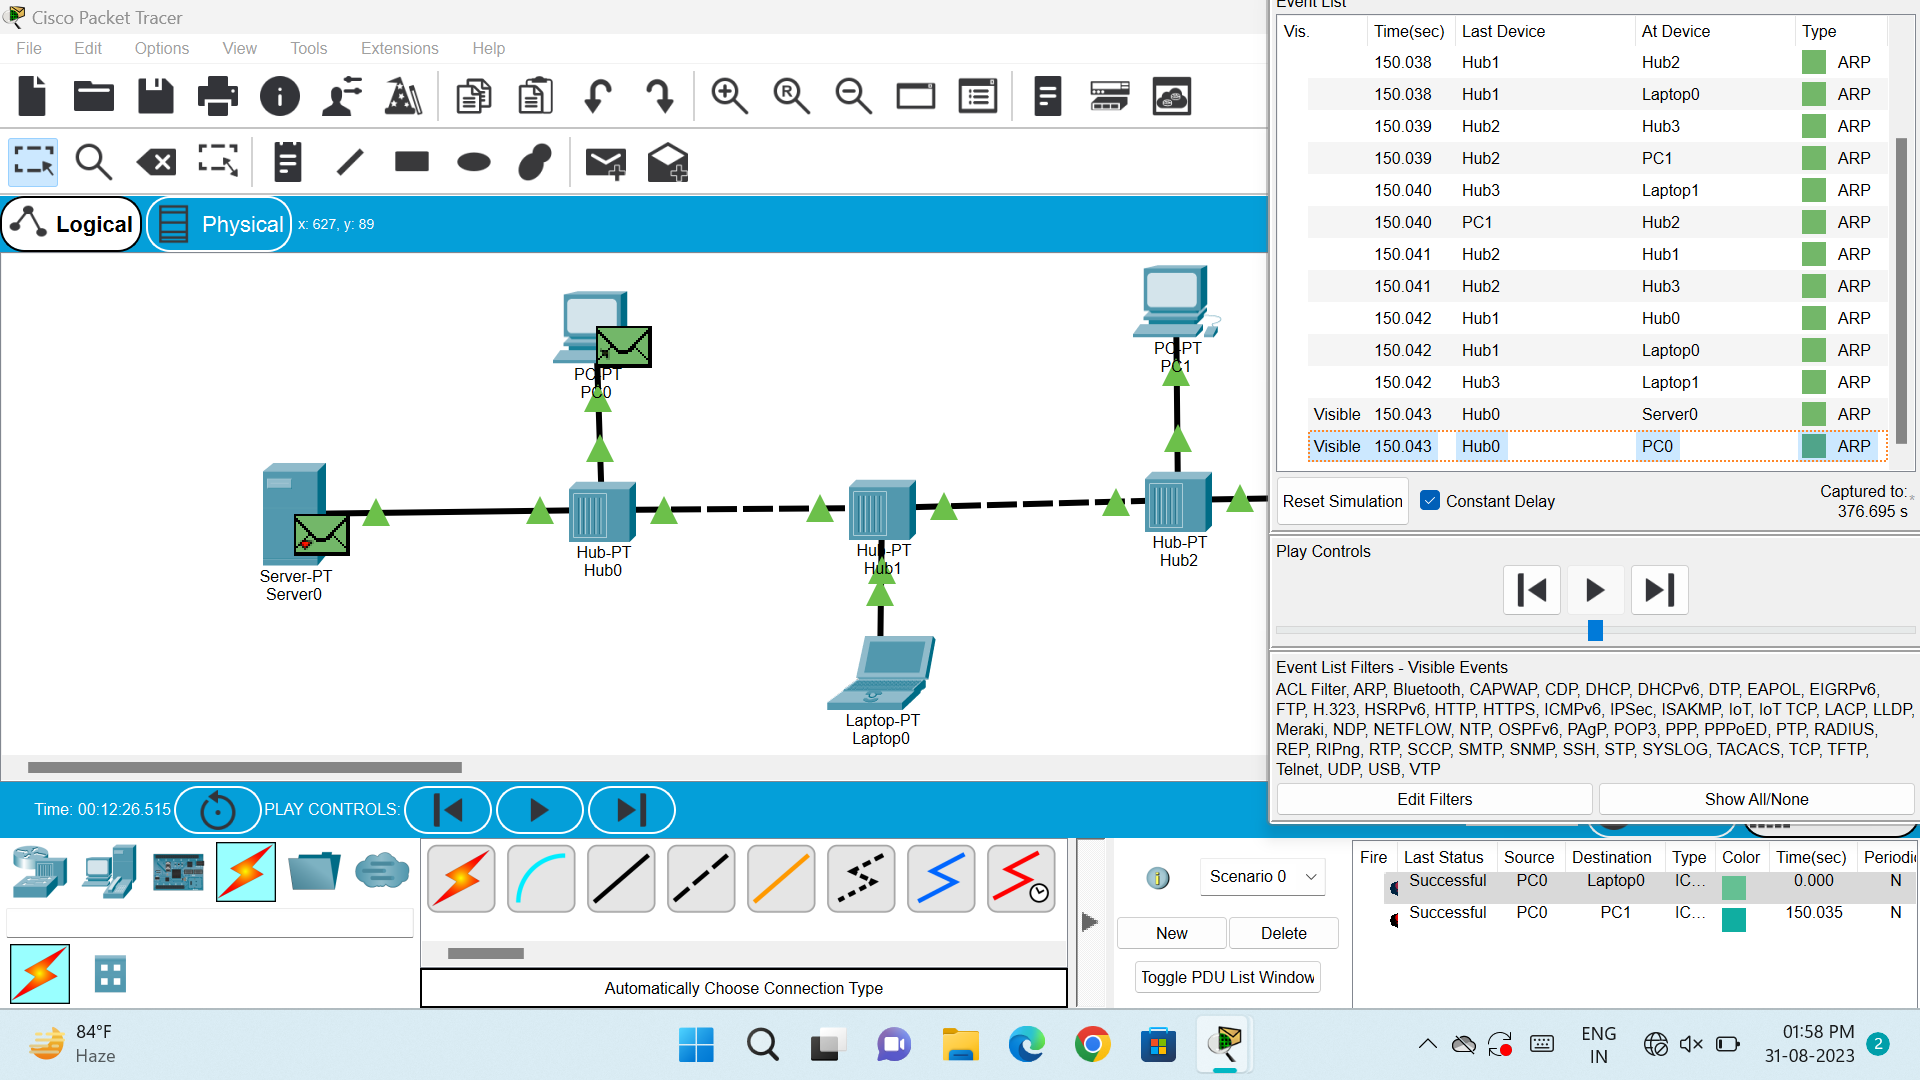 Cisco Packet Tracer
File Edit Options View Tools Extensions Help
Logical Physical x: 627, y: 89
PC-PT
PC0
PC-PT
PC1
Server-PT
Server0
Hub-PT
Hub0
Hub-PT
Hub1
Hub-PT
Hub2
Laptop-PT
Laptop0
Event List
Vis. Time(sec) Last Device At Device Type
150.038 Hub1 Hub2 ARP
150.038 Hub1 Laptop0 ARP
150.039 Hub2 Hub3 ARP
150.039 Hub2 PC1 ARP
150.040 Hub3 Laptop1 ARP
150.040 PC1 Hub2 ARP
150.041 Hub2 Hub1 ARP
150.041 Hub2 Hub3 ARP
150.042 Hub1 Hub0 ARP
150.042 Hub1 Laptop0 ARP
150.042 Hub3 Laptop1 ARP
Visible 150.043 Hub0 Server0 ARP
Visible 150.043 Hub0 PC0 ARP
Reset Simulation Constant Delay Captured to: *
376.695 s
Play Controls
Event List Filters - Visible Events
ACL Filter, ARP, Bluetooth, CAPWAP, CDP, DHCP, DHCPv6, DTP, EAPOL, EIGRPv6,
FTP, H.323, HSRPv6, HTTP, HTTPS, ICMPv6, IPSec, ISAKMP, IoT, IoT TCP, LACP, LLDP,
Meraki, NDP, NETFLOW, NTP, OSPFv6, PAgP, POP3, PPP, PPPoED, PTP, RADIUS,
REP, RIPng, RTP, SCCP, SMTP, SNMP, SSH, STP, SYSLOG, TACACS, TCP, TFTP,
Telnet, UDP, USB, VTP
Edit Filters Show All/None
Time: 00:12:26.515 PLAY CONTROLS:
Automatically Choose Connection Type
Scenario 0
New Delete
Toggle PDU List Window
Fire Last Status Source Destination Type Color Time(sec) Periodi
Successful PC0 Laptop0 IC... 0.000 N
Successful PC0 PC1 IC... 150.035 N
84°F
Haze
ENG
IN
01:58 PM
31-08-2023
2